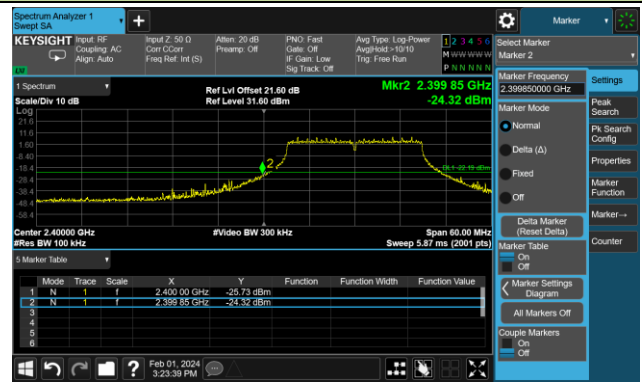 Spectrum Analyzer 1
Swept SA
Marker
KEYSIGHT
Input: RF
Coupling: AC
Align: Auto
Input Z: 50 Ω
Corr CCorr
Freq Ref: Int (S)
Atten: 20 dB
Preamp: Off
PNO: Fast
Gate: Off
IF Gain: Low
Sig Track: Off
Avg Type: Log-Power
Avg|Hold:>10/10
Trig: Free Run
1 2 3 4 5 6
M W W W W W
P N N N N N
LW
Select Marker
Marker 2
1 Spectrum
Scale/Div 10 dB
Log
Ref Lvl Offset 21.60 dB
Ref Level 31.60 dBm
Mkr2 2.399 85 GHz
-24.32 dBm
21.6
11.6
1.60
-8.40
-18.4
-28.4
-38.4
-48.4
-58.4
2
DL1 -22.15 dBm
Center 2.40000 GHz
#Res BW 100 kHz
#Video BW 300 kHz
Span 60.00 MHz
Sweep 5.87 ms (2001 pts)
5 Marker Table
Mode Trace Scale X Y Function Function Width Function Value
1 N 1 f 2.400 00 GHz -25.73 dBm
2 N 1 f 2.399 85 GHz -24.32 dBm
3
4
5
6
Marker Frequency
2.399850000 GHz
Marker Mode
Normal
Delta (Δ)
Fixed
Off
Delta Marker
(Reset Delta)
Marker Table
On
Off
Marker Settings
Diagram
All Markers Off
Couple Markers
On
Off
Settings
Peak
Search
Pk Search
Config
Properties
Marker
Function
Marker→
Counter
?
Feb 01, 2024
3:23:39 PM